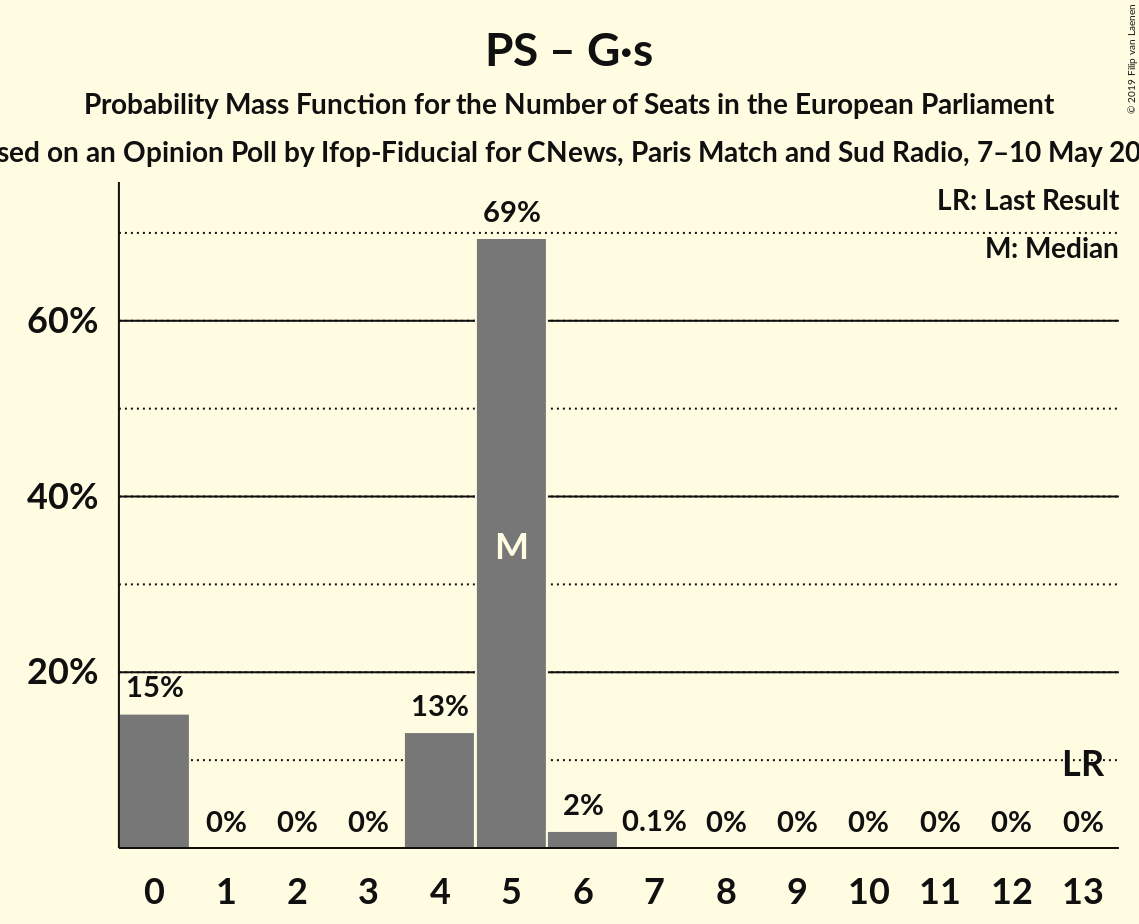 PS – G·s
Probability Mass Function for the Number of Seats in the European Parliament
sed on an Opinion Poll by Ifop-Fiducial for CNews, Paris Match and Sud Radio, 7–10 May 20
© 2019 Filip van Laenen
LR: Last Result
M: Median
69%
60%
40%
M
20%
15%
13%
LR
2%
0% 0% 0% 0.1% 0% 0% 0% 0% 0% 0%
0 1 2 3 4 5 6 7 8 9 10 11 12 13